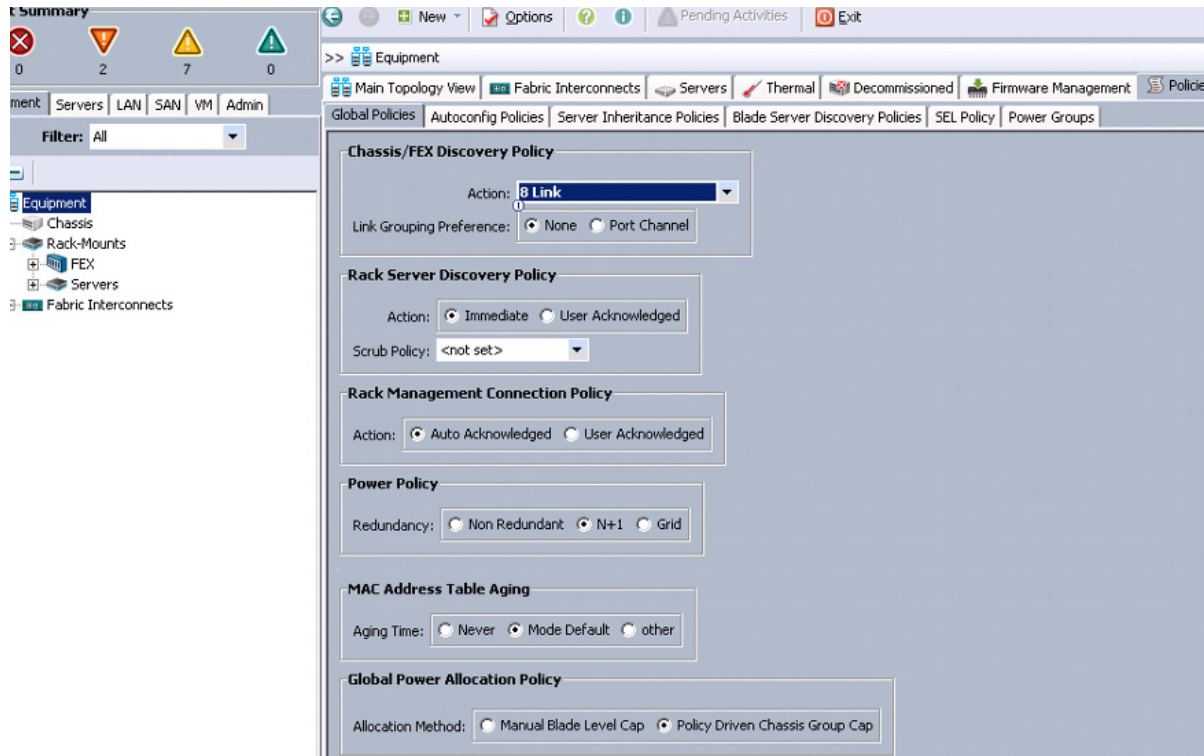 t Summary
0 2 7 0
ment Servers LAN SAN VM Admin
Filter: All
Equipment
Chassis
Rack-Mounts
FEX
Servers
Fabric Interconnects
New Options Pending Activities Exit
>> Equipment
Main Topology View Fabric Interconnects Servers Thermal Decommissioned Firmware Management Policie
Global Policies Autoconfig Policies Server Inheritance Policies Blade Server Discovery Policies SEL Policy Power Groups
Chassis/FEX Discovery Policy
Action: 8 Link
Link Grouping Preference: None Port Channel
Rack Server Discovery Policy
Action: Immediate User Acknowledged
Scrub Policy: <not set>
Rack Management Connection Policy
Action: Auto Acknowledged User Acknowledged
Power Policy
Redundancy: Non Redundant N+1 Grid
MAC Address Table Aging
Aging Time: Never Mode Default other
Global Power Allocation Policy
Allocation Method: Manual Blade Level Cap Policy Driven Chassis Group Cap